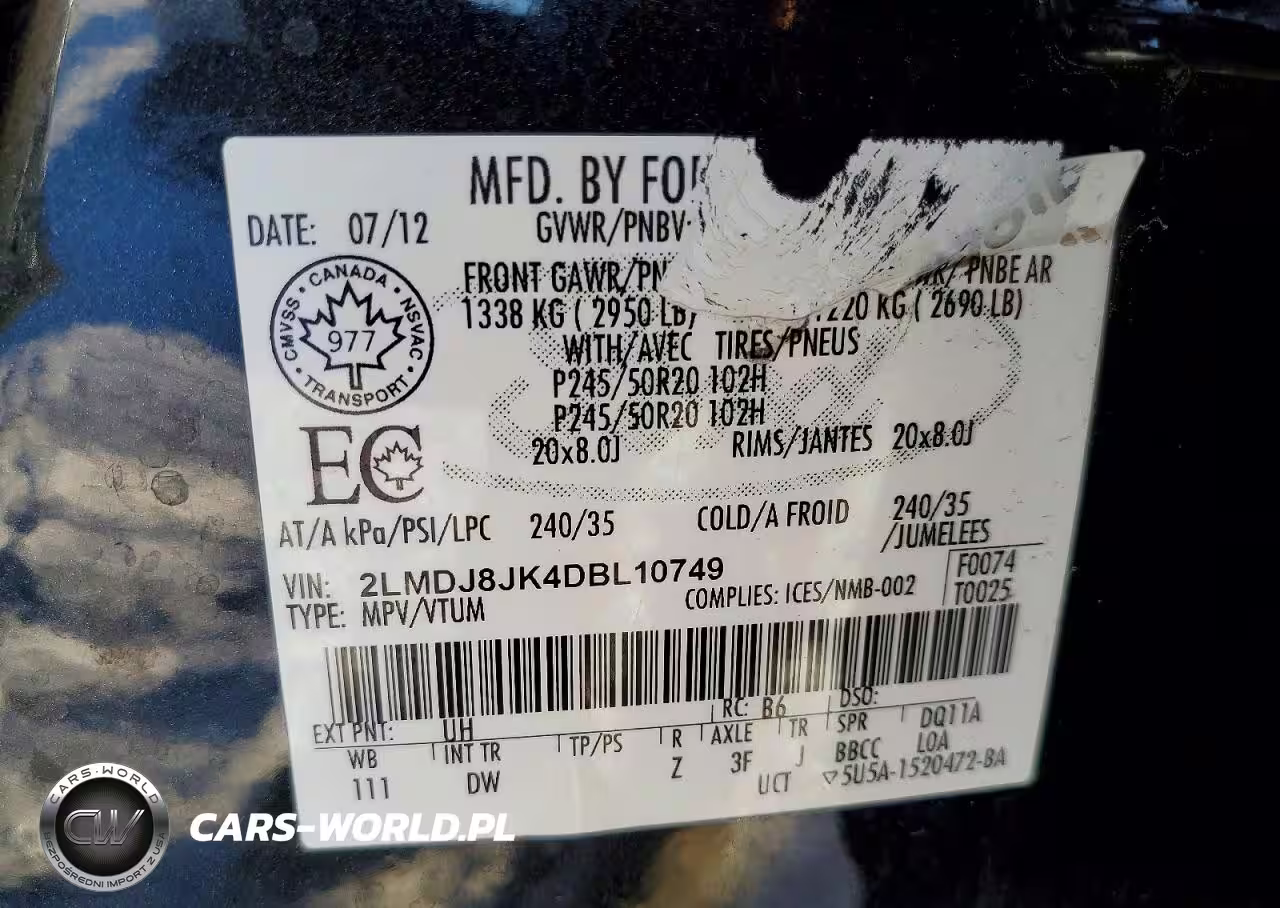 MFD. BY FO
DATE: 07/12 GVWR/PNBV
FRONT GAWR/PN PNBE AR
1338 KG ( 2950 LB) 220 KG ( 2690 LB)
WITH/AVEC TIRES/PNEUS
P245/50R20 102H
P245/50R20 102H
20x8.0J RIMS/JANTES 20x8.0J
CMVSS · CANADA · NSVAC · TRANSPORT ·
977
EC
AT/A kPa/PSI/LPC 240/35 COLD/A FROID 240/35
/JUMELEES
VIN: 2LMDJ8JK4DBL10749 F0074
TYPE: MPV/VTUM COMPLIES: ICES/NMB-002 T0025
EXT PNT: UH RC: B6 DSO:
WB INT TR TP/PS R AXLE TR SPR DQ11A
111 DW Z 3F J BBCC LOA
UCT ▽5U5A-1520472-BA
CARS-WORLD
CW
BEZPOŚREDNI IMPORT Z USA
CARS-WORLD.PL